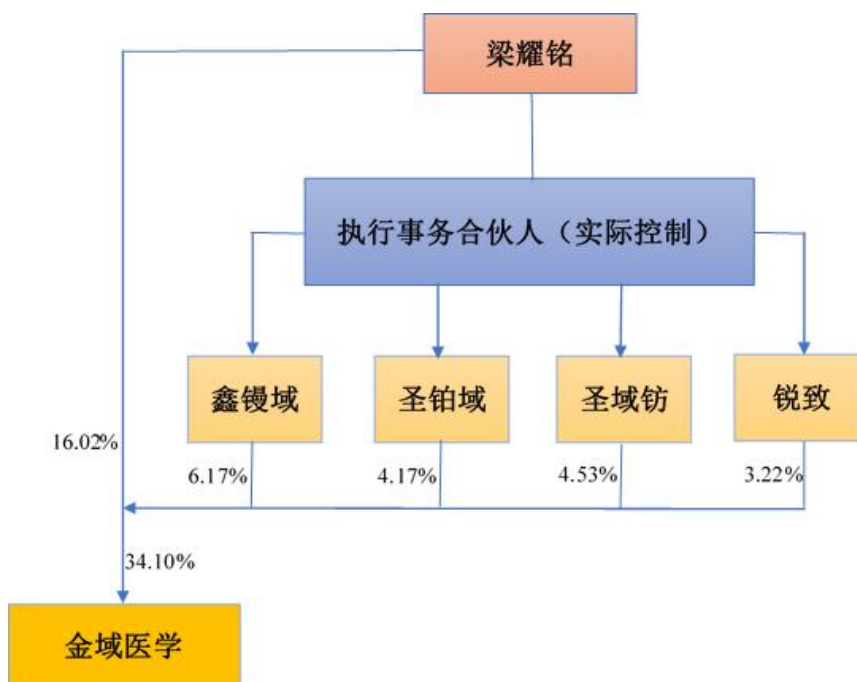 梁耀铭
执行事务合伙人（实际控制）
鑫镘域
圣铂域
圣域钫
锐致
16.02%
6.17%
4.17%
4.53%
3.22%
34.10%
金域医学